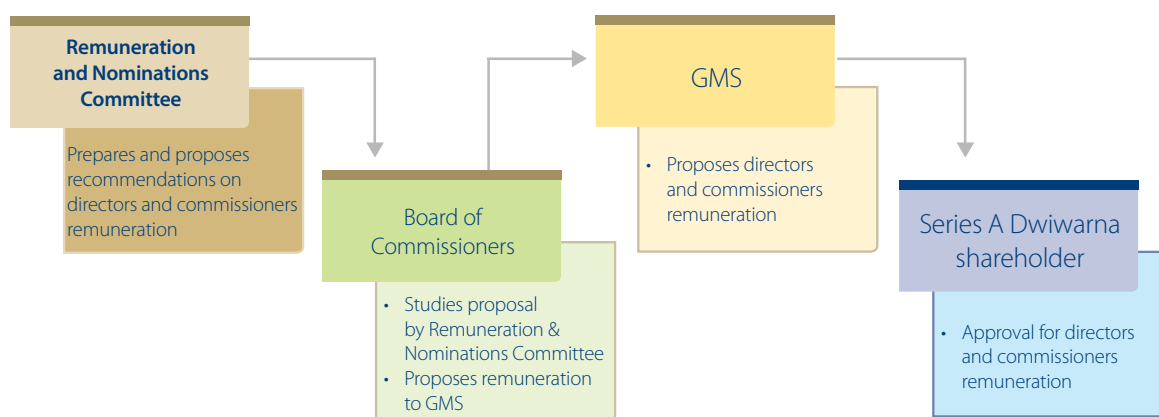 Remuneration
and Nominations
Committee
Prepares and proposes
recommendations on
directors and commissioners
remuneration
Board of
Commissioners
• Studies proposal
by Remuneration &
Nominations Committee
• Proposes remuneration
to GMS
GMS
• Proposes directors
and commissioners
remuneration
Series A Dwiwarna
shareholder
• Approval for directors
and commissioners
remuneration